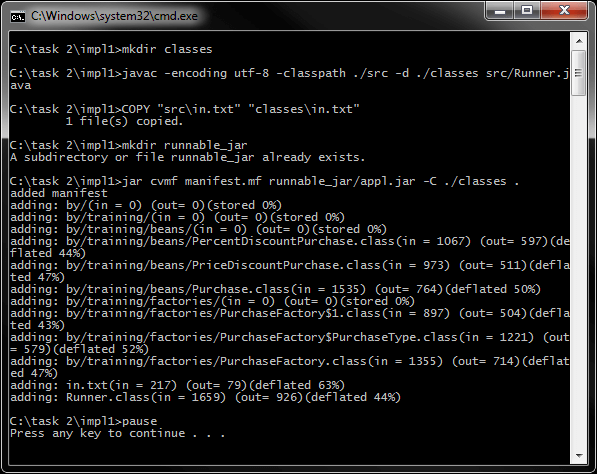 C:\Windows\system32\cmd.exe
C:\task 2\impl1>mkdir classes
C:\task 2\impl1>javac -encoding utf-8 -classpath ./src -d ./classes src/Runner.j
ava
C:\task 2\impl1>COPY "src\in.txt" "classes\in.txt"
        1 file(s) copied.
C:\task 2\impl1>mkdir runnable_jar
A subdirectory or file runnable_jar already exists.
C:\task 2\impl1>jar cvmf manifest.mf runnable_jar/appl.jar -C ./classes .
added manifest
adding: by/(in = 0) (out= 0)(stored 0%)
adding: by/training/(in = 0) (out= 0)(stored 0%)
adding: by/training/beans/(in = 0) (out= 0)(stored 0%)
adding: by/training/beans/PercentDiscountPurchase.class(in = 1067) (out= 597)(de
flated 44%)
adding: by/training/beans/PriceDiscountPurchase.class(in = 973) (out= 511)(defla
ted 47%)
adding: by/training/beans/Purchase.class(in = 1535) (out= 764)(deflated 50%)
adding: by/training/factories/(in = 0) (out= 0)(stored 0%)
adding: by/training/factories/PurchaseFactory$1.class(in = 897) (out= 504)(defla
ted 43%)
adding: by/training/factories/PurchaseFactory$PurchaseType.class(in = 1221) (out
= 579)(deflated 52%)
adding: by/training/factories/PurchaseFactory.class(in = 1355) (out= 714)(deflat
ed 47%)
adding: in.txt(in = 217) (out= 79)(deflated 63%)
adding: Runner.class(in = 1659) (out= 926)(deflated 44%)
C:\task 2\impl1>pause
Press any key to continue . . .